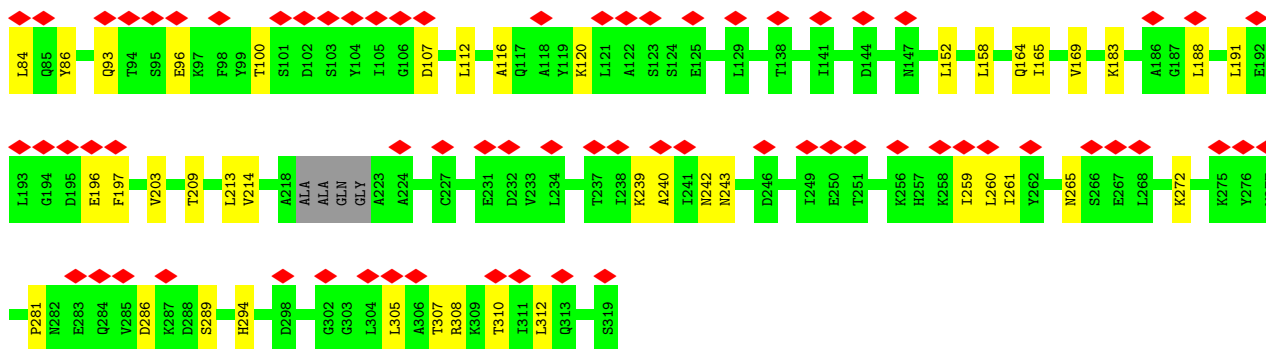 L84 Q85 Y86 Q93 T94 S95 E96 K97 F98 Y99 T100 S101 D102 S103 Y104 I105 G106 D107 L112 A116 Q117 A118 Y119 K120 L121 A122 S123 S124 E125 L129 T138 I141 D144 N147 L152 L158 Q164 I165 V169 K183 A186 G187 L188 L191 E192
L193 G194 D195 E196 F197 V203 T209 L213 V214 A218 ALA ALA GLN GLY A223 A224 C227 E231 D232 V233 L234 T237 I238 K239 A240 I241 N242 N243 D246 I249 E250 T251 K256 H257 K258 I259 L260 I261 Y262 N265 S266 E267 L268 K272 K275 Y276
P281 N282 E283 Q284 V285 D286 K287 D288 S289 H294 D298 G302 G303 L304 L305 A306 T307 R308 K309 T310 I311 L312 Q313 S319